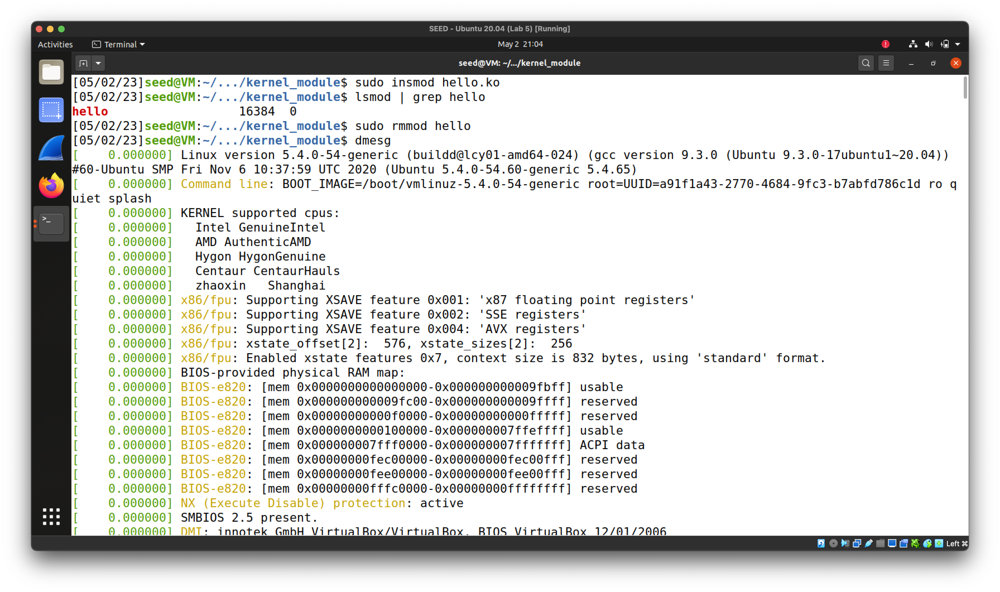 SEED - Ubuntu 20.04 (Lab 5) [Running]
Activities Terminal May 2 21:04
seed@VM: ~/.../kernel_module
[05/02/23]seed@VM:~/.../kernel_module$ sudo insmod hello.ko
[05/02/23]seed@VM:~/.../kernel_module$ lsmod | grep hello
hello                  16384  0
[05/02/23]seed@VM:~/.../kernel_module$ sudo rmmod hello
[05/02/23]seed@VM:~/.../kernel_module$ dmesg
[    0.000000] Linux version 5.4.0-54-generic (buildd@lcy01-amd64-024) (gcc version 9.3.0 (Ubuntu 9.3.0-17ubuntu1~20.04))
#60-Ubuntu SMP Fri Nov 6 10:37:59 UTC 2020 (Ubuntu 5.4.0-54.60-generic 5.4.65)
[    0.000000] Command line: BOOT_IMAGE=/boot/vmlinuz-5.4.0-54-generic root=UUID=a91f1a43-2770-4684-9fc3-b7abfd786c1d ro q
uiet splash
[    0.000000] KERNEL supported cpus:
[    0.000000]   Intel GenuineIntel
[    0.000000]   AMD AuthenticAMD
[    0.000000]   Hygon HygonGenuine
[    0.000000]   Centaur CentaurHauls
[    0.000000]   zhaoxin   Shanghai
[    0.000000] x86/fpu: Supporting XSAVE feature 0x001: 'x87 floating point registers'
[    0.000000] x86/fpu: Supporting XSAVE feature 0x002: 'SSE registers'
[    0.000000] x86/fpu: Supporting XSAVE feature 0x004: 'AVX registers'
[    0.000000] x86/fpu: xstate_offset[2]:  576, xstate_sizes[2]:  256
[    0.000000] x86/fpu: Enabled xstate features 0x7, context size is 832 bytes, using 'standard' format.
[    0.000000] BIOS-provided physical RAM map:
[    0.000000] BIOS-e820: [mem 0x0000000000000000-0x000000000009fbff] usable
[    0.000000] BIOS-e820: [mem 0x000000000009fc00-0x000000000009ffff] reserved
[    0.000000] BIOS-e820: [mem 0x00000000000f0000-0x00000000000fffff] reserved
[    0.000000] BIOS-e820: [mem 0x0000000000100000-0x000000007ffeffff] usable
[    0.000000] BIOS-e820: [mem 0x000000007fff0000-0x000000007fffffff] ACPI data
[    0.000000] BIOS-e820: [mem 0x00000000fec00000-0x00000000fec00fff] reserved
[    0.000000] BIOS-e820: [mem 0x00000000fee00000-0x00000000fee00fff] reserved
[    0.000000] BIOS-e820: [mem 0x00000000fffc0000-0x00000000ffffffff] reserved
[    0.000000] NX (Execute Disable) protection: active
[    0.000000] SMBIOS 2.5 present.
[    0.000000] DMI: innotek GmbH VirtualBox/VirtualBox, BIOS VirtualBox 12/01/2006
Left ⌘